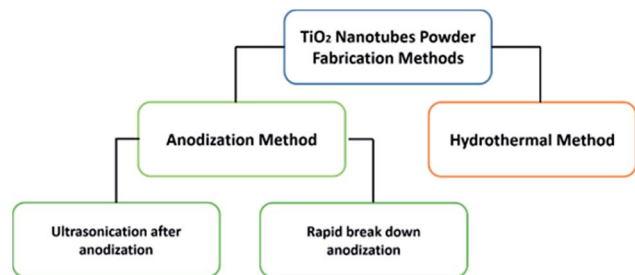 TiO₂ Nanotubes Powder
Fabrication Methods
Anodization Method
Hydrothermal Method
Ultrasonication after
anodization
Rapid break down
anodization